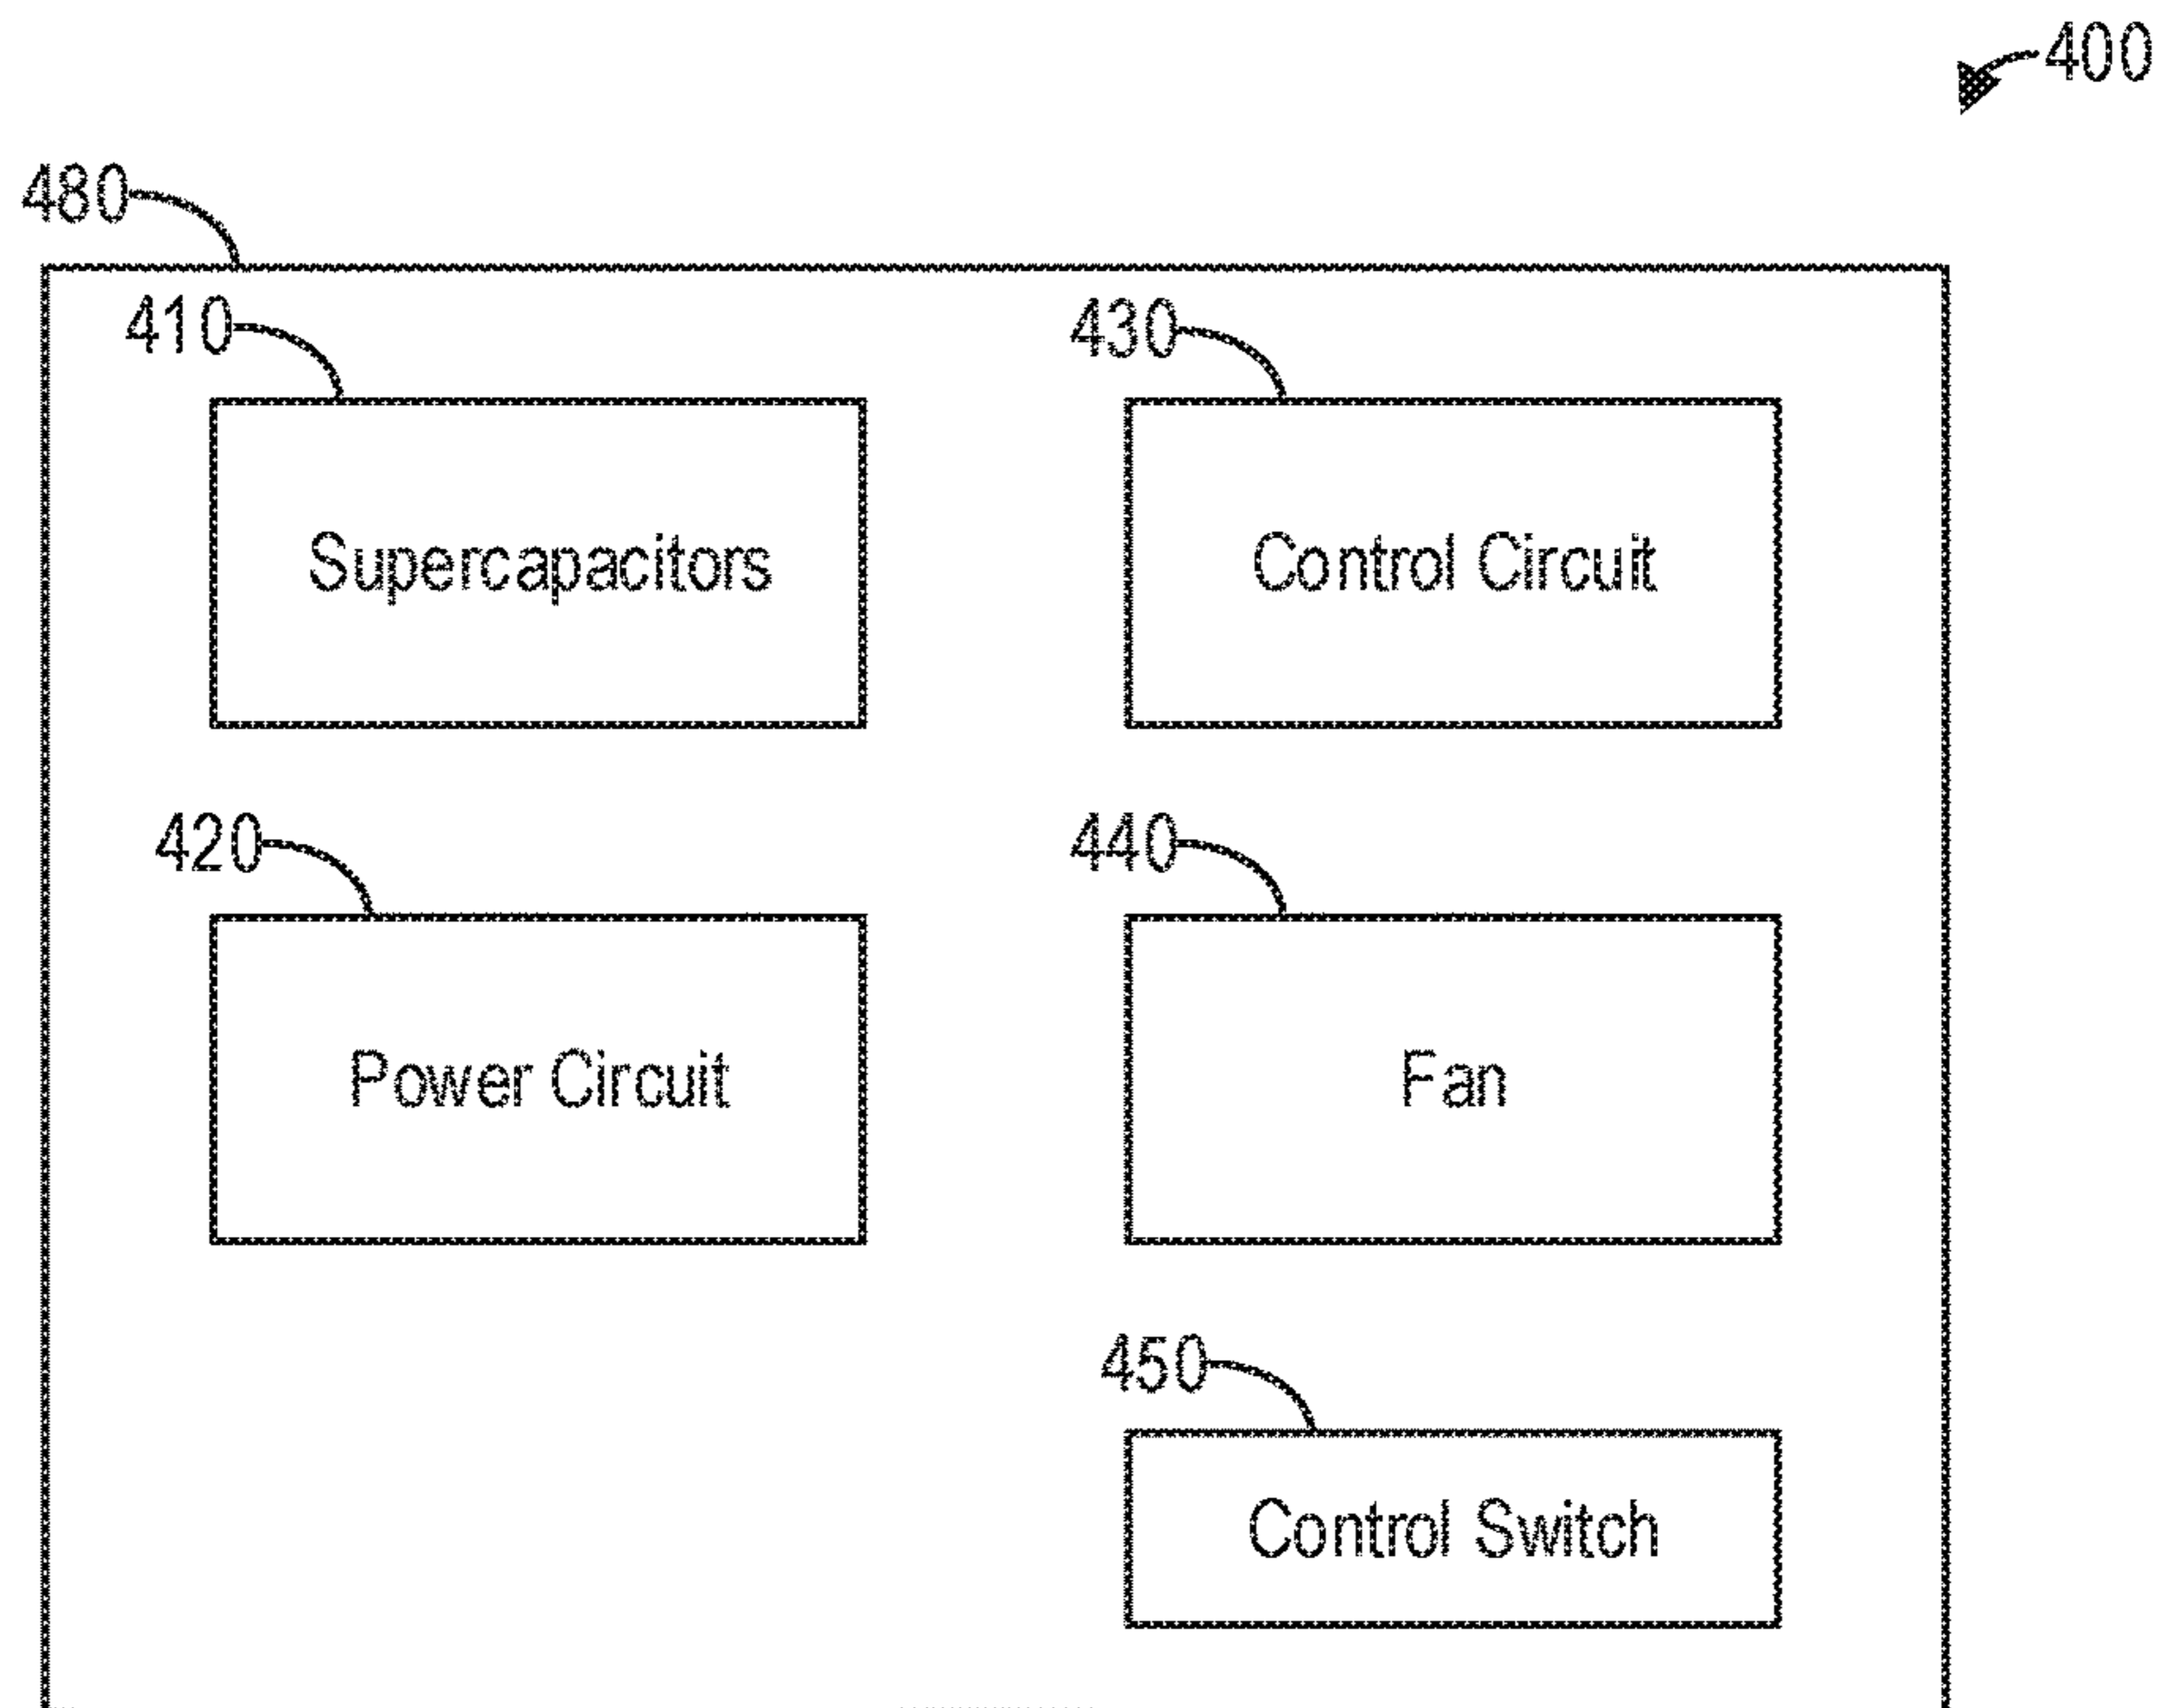 400
480
410
430
Supercapacitors
Control Circuit
420
440
Power Circuit
Fan
450
Control Switch